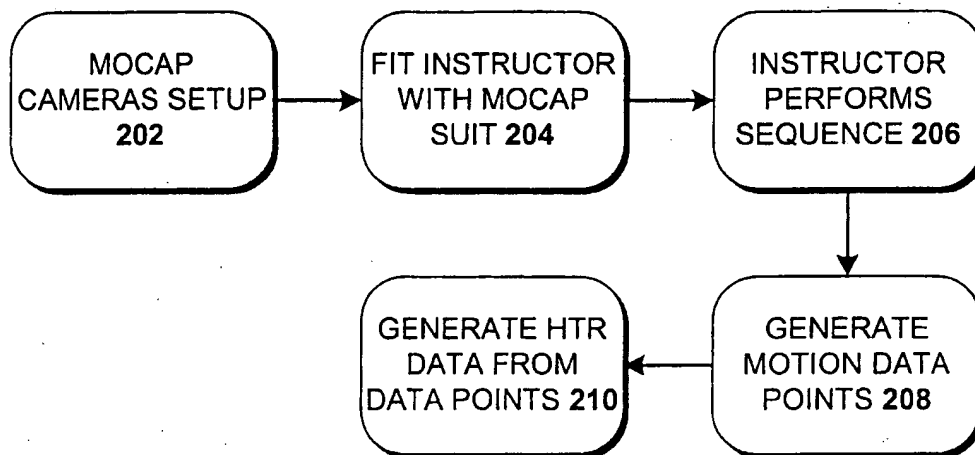 MOCAP
CAMERAS SETUP
202
FIT INSTRUCTOR
WITH MOCAP
SUIT 204
INSTRUCTOR
PERFORMS
SEQUENCE 206
GENERATE MOTION DATA
POINTS 208
GENERATE HTR
DATA FROM
DATA POINTS 210